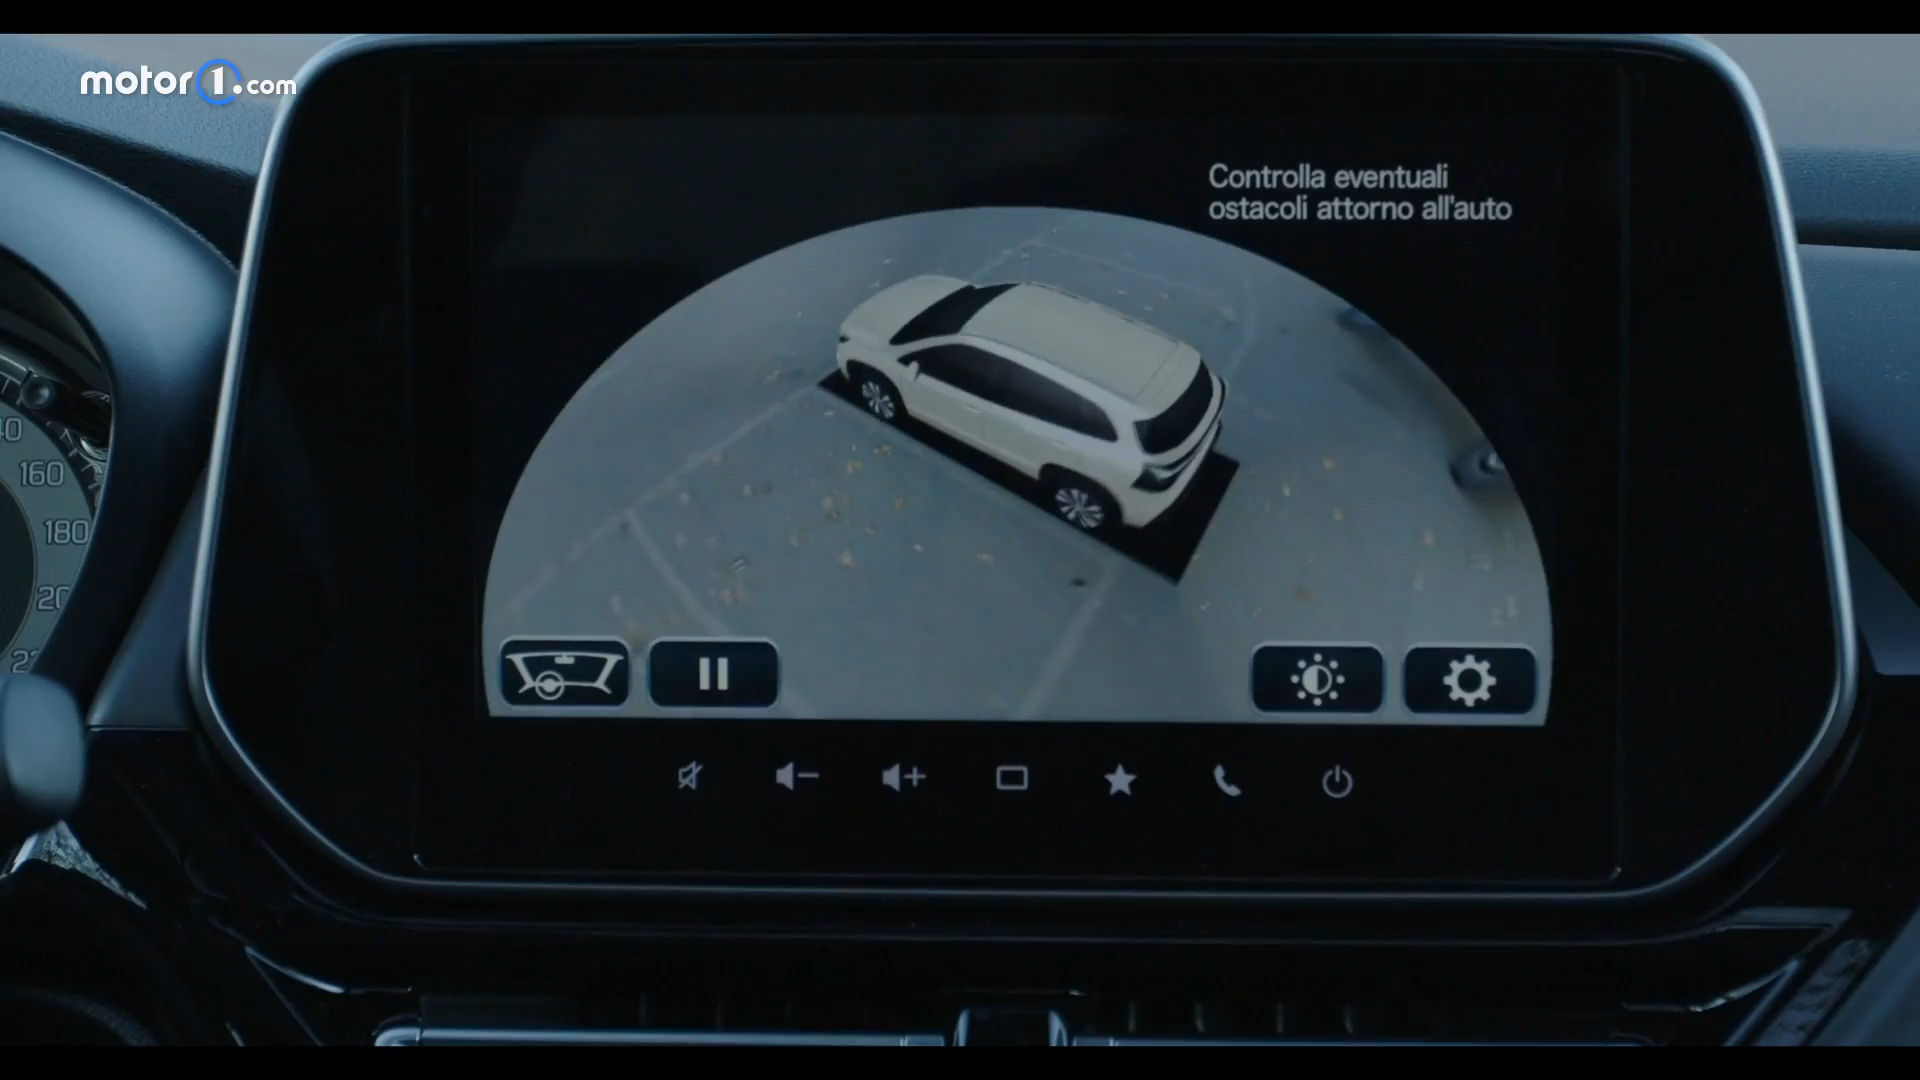 motor1.com
Controlla eventuali
ostacoli attorno all'auto
160
180